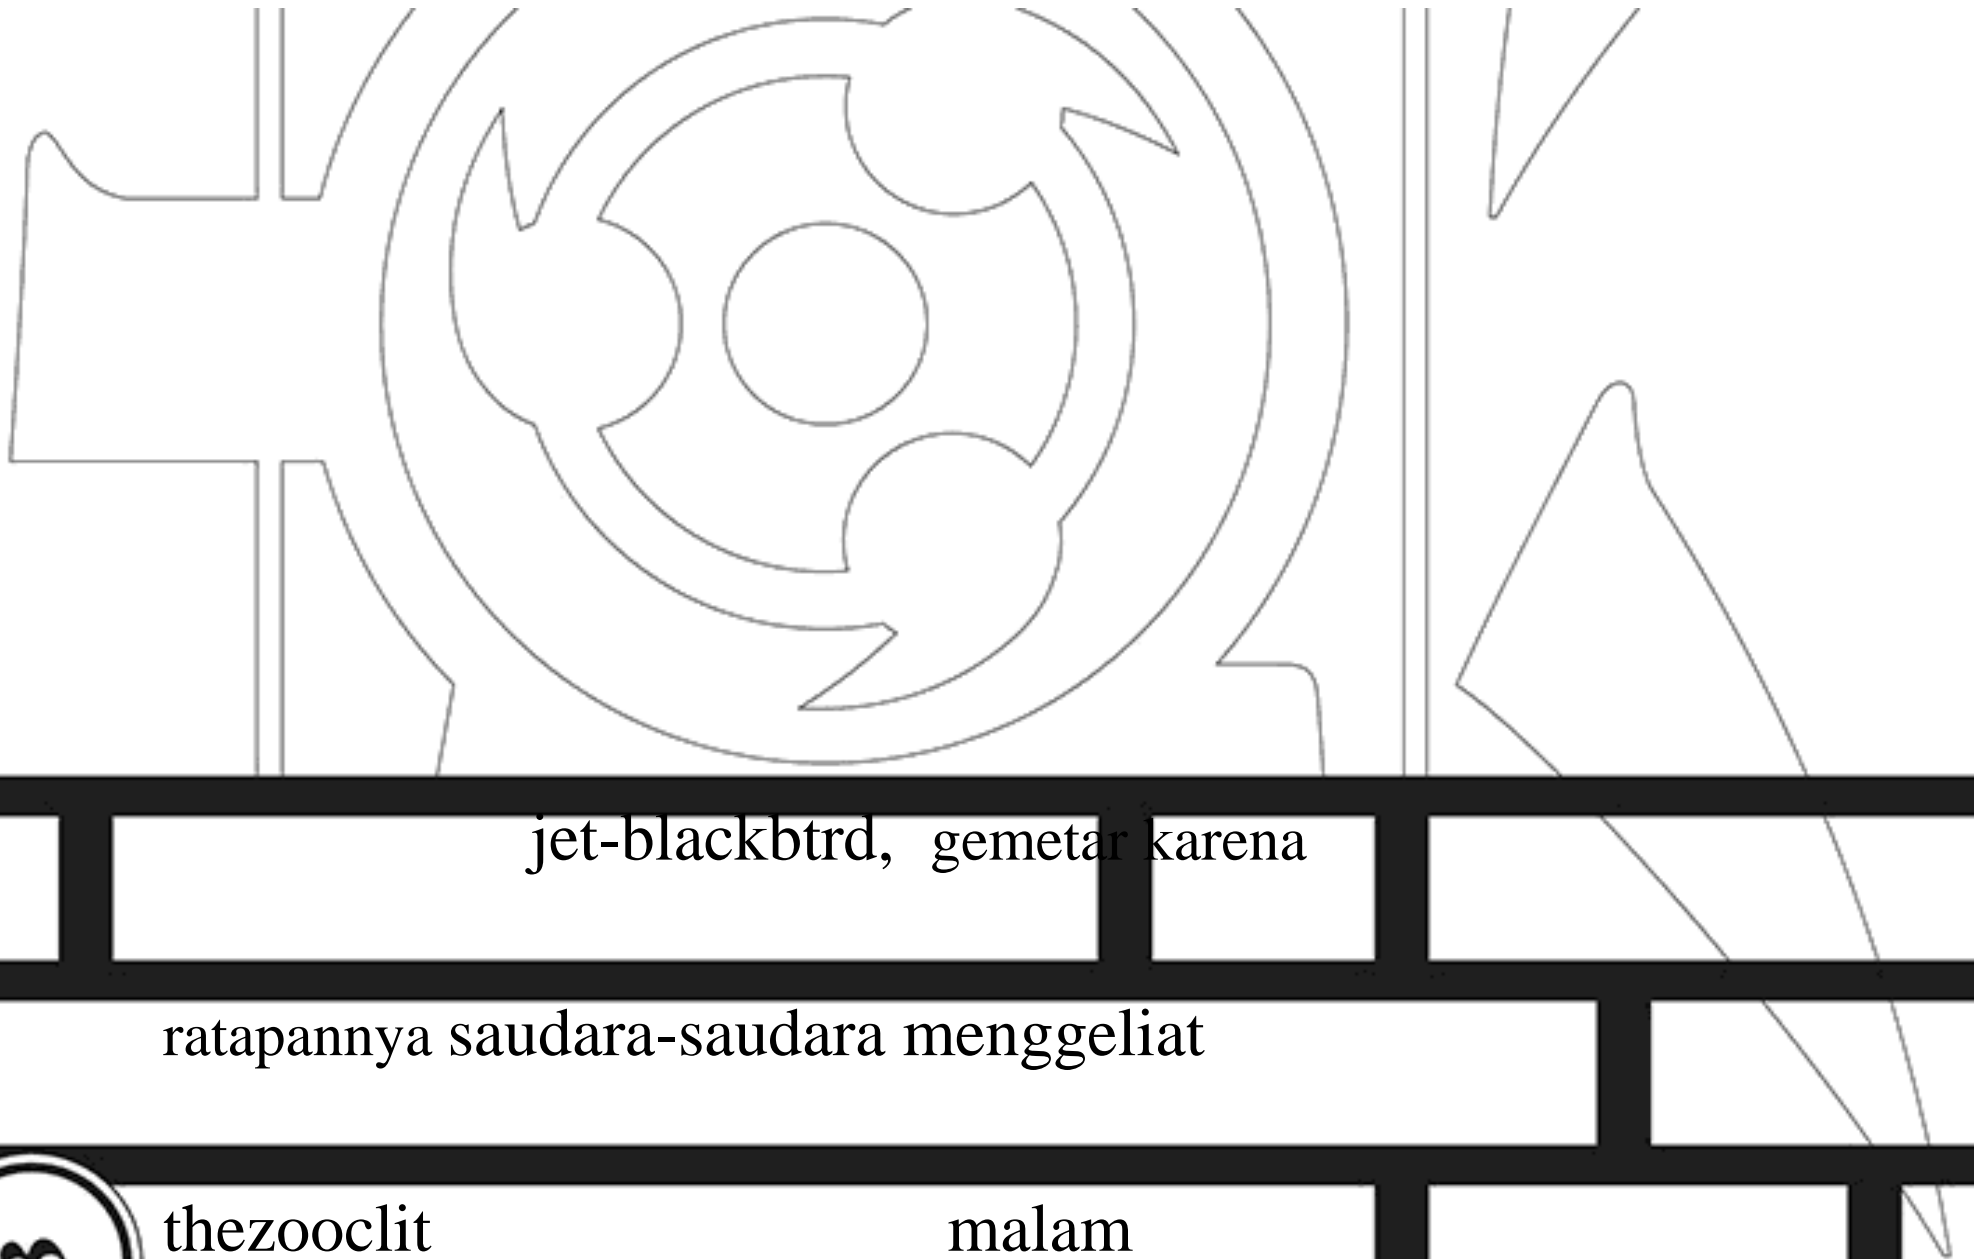 jet-blackbtrd, gemetar karena
ratapannya saudara-saudara menggeliat
thezooclit malam